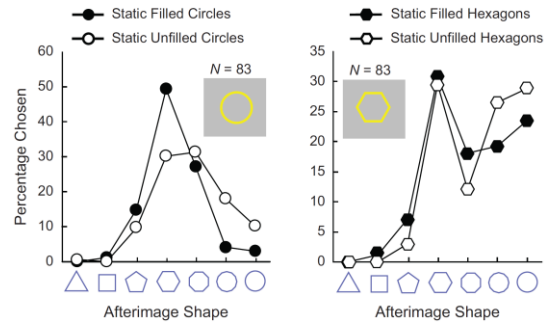 Static Filled Circles
Static Unfilled Circles
Static Filled Hexagons
Static Unfilled Hexagons
60
50
40
30
20
10
0
N = 83
Percentage Chosen
Afterimage Shape
35
30
25
20
15
10
5
0
N = 83
Afterimage Shape